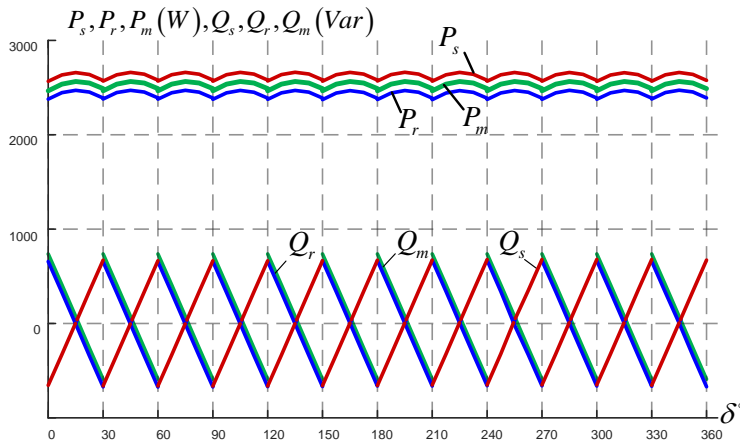 P_s, P_r, P_m (W), Q_s, Q_r, Q_m (Var)
3000
P_s
P_r
P_m
2000
1000
Q_r
Q_m
Q_s
0
δ°
0 30 60 90 120 150 180 210 240 270 300 330 360